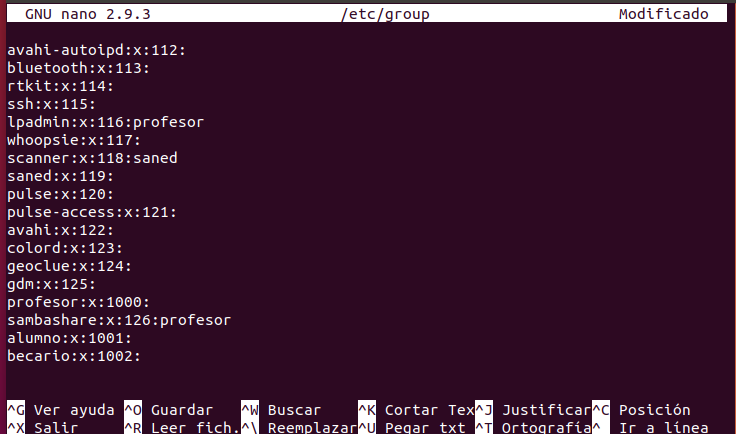 GNU nano 2.9.3 /etc/group Modificado
avahi-autoipd:x:112:
bluetooth:x:113:
rtkit:x:114:
ssh:x:115:
lpadmin:x:116:profesor
whoopsie:x:117:
scanner:x:118:saned
saned:x:119:
pulse:x:120:
pulse-access:x:121:
avahi:x:122:
colord:x:123:
geoclue:x:124:
gdm:x:125:
profesor:x:1000:
sambashare:x:126:profesor
alumno:x:1001:
becario:x:1002:
^G Ver ayuda ^O Guardar ^W Buscar ^K Cortar Tex^J Justificar^C Posición
^X Salir ^R Leer fich.^\ Reemplazar^U Pegar txt ^T Ortografía^_ Ir a línea